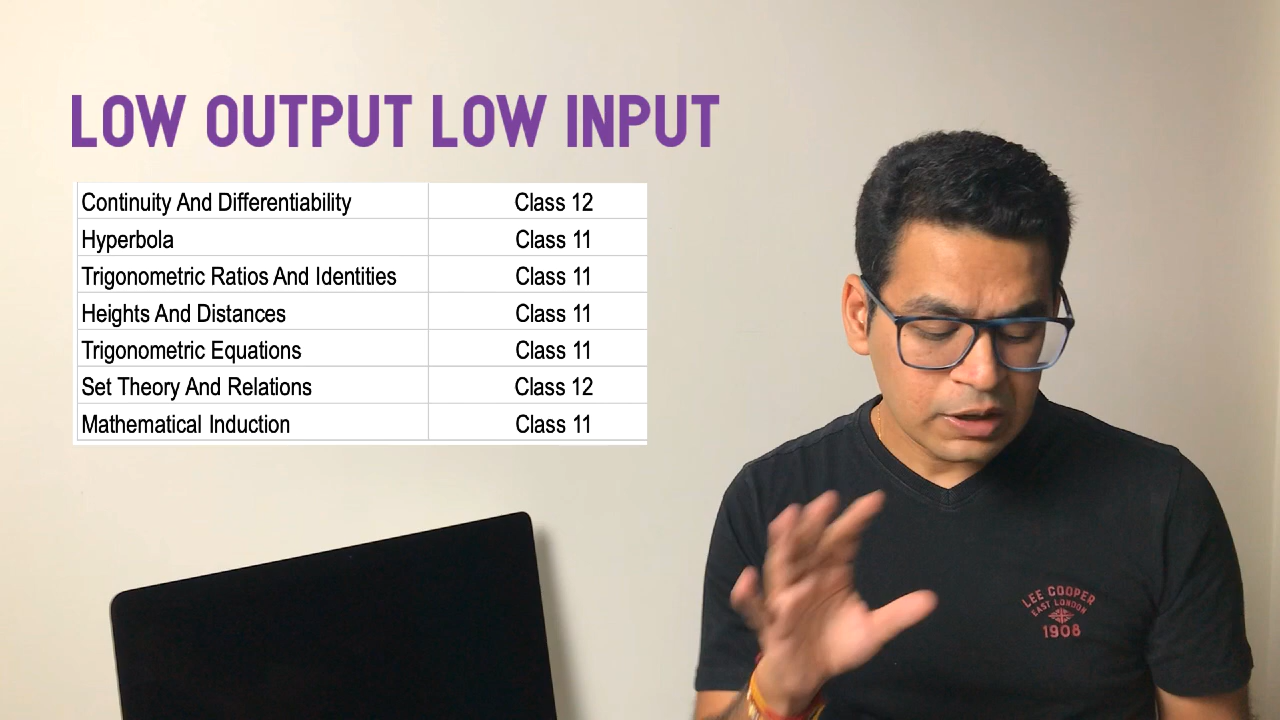 LOW OUTPUT LOW INPUT
Continuity And Differentiability Class 12
Hyperbola Class 11
Trigonometric Ratios And Identities Class 11
Heights And Distances Class 11
Trigonometric Equations Class 11
Set Theory And Relations Class 12
Mathematical Induction Class 11
LEE COOPER
EAST LONDON
1908